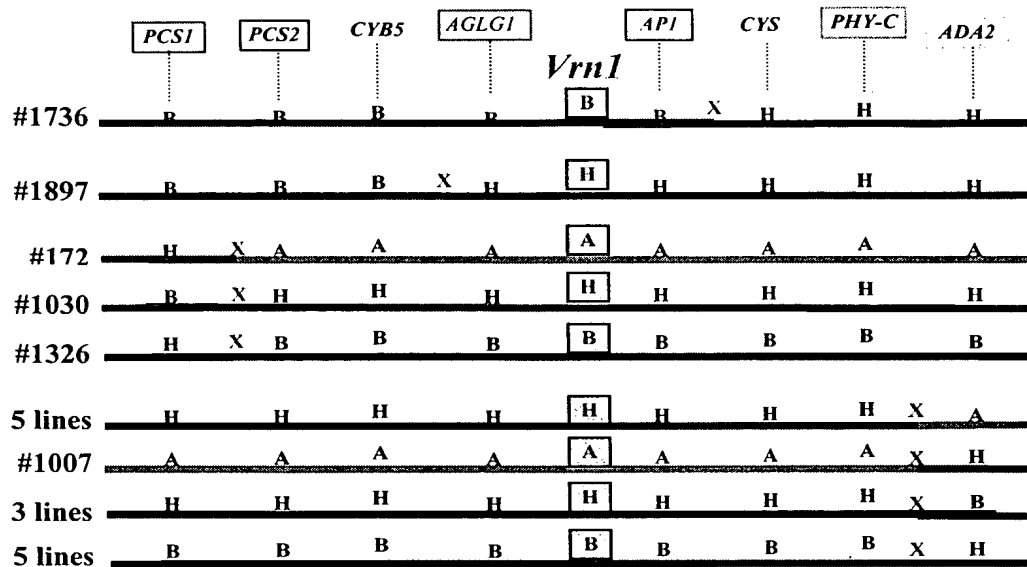 PCS1 PCS2 CYB5 AGLG1 AP1 CYS PHY-C ADA2
Vrn1
#1736 B B B B B B X H H H
#1897 B B B X H H H H H H
#172 H X A A A A A A A A
#1030 B X H H H H H H H H
#1326 H X B B B B B B B B
5 lines H H H H H H H H X A
#1007 A A A A A A A A X H
3 lines H H H H H H H H X B
5 lines B B B B B B B B X H